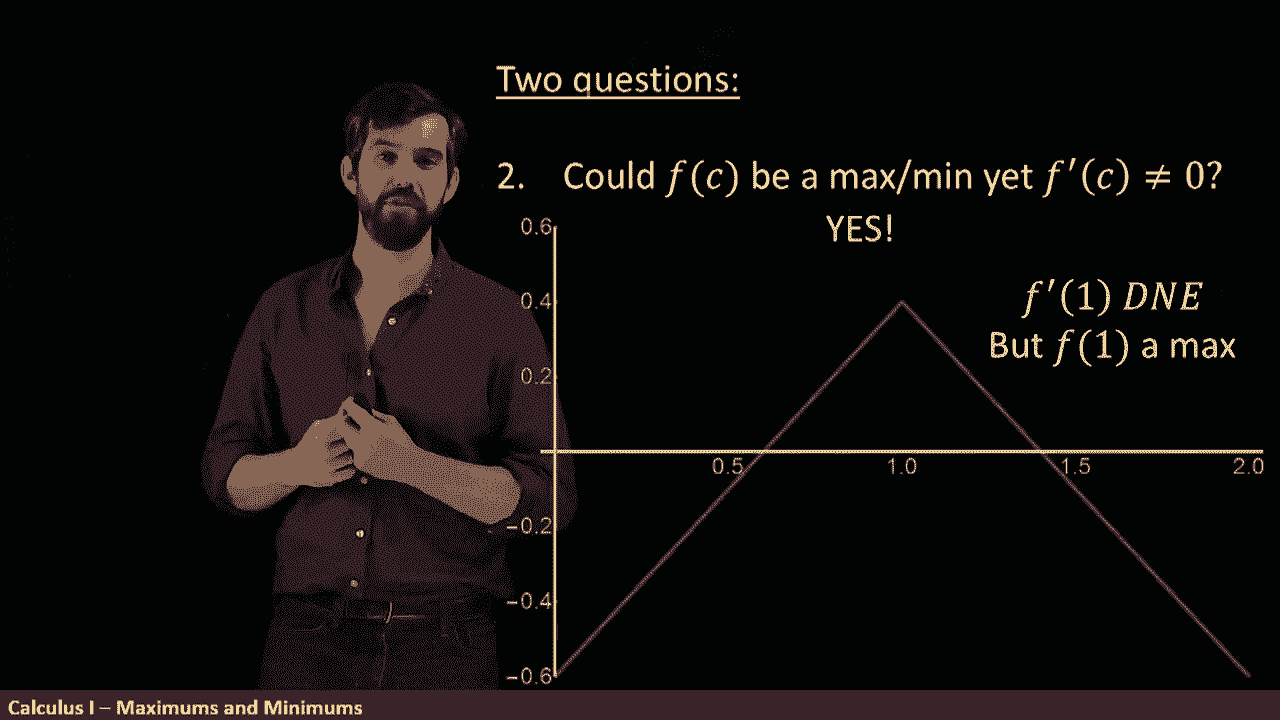 Two questions:
2. Could f(c) be a max/min yet f′(c) ≠ 0?
YES!
f′(1) DNE
But f(1) a max
0.6
0.4
0.2
0.5 1.0 1.5 2.0
−0.2
−0.4
−0.6
Calculus I – Maximums and Minimums